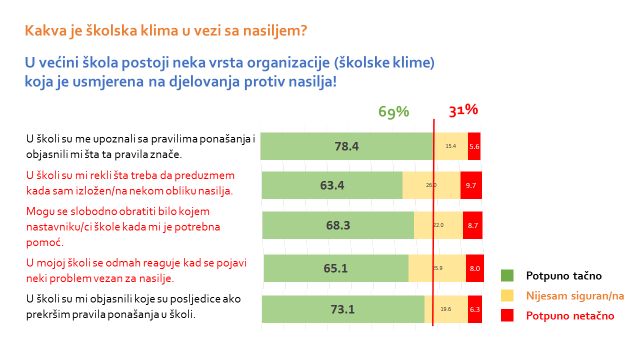 Kakva je školska klima u vezi sa nasiljem?
U većini škola postoji neka vrsta organizacije (školske klime)
koja je usmjerena na djelovanja protiv nasilja!
69% 31%
U školi su me upoznali sa pravilima ponašanja i
objasnili mi šta ta pravila znače.
78.4 15.4 5.6
U školi su mi rekli šta treba da preduzmem
kada sam izložen/na nekom obliku nasilja.
63.4 26.0 9.7
Mogu se slobodno obratiti bilo kojem
nastavniku/ci škole kada mi je potrebna
pomoć.
68.3 22.0 8.7
U mojoj školi se odmah reaguje kad se pojavi
neki problem vezan za nasilje.
65.1 25.9 8.0
U školi su mi objasnili koje su posljedice ako
prekršim pravila ponašanja u školi.
73.1 19.6 6.3
Potpuno tačno
Nijesam siguran/na
Potpuno netačno